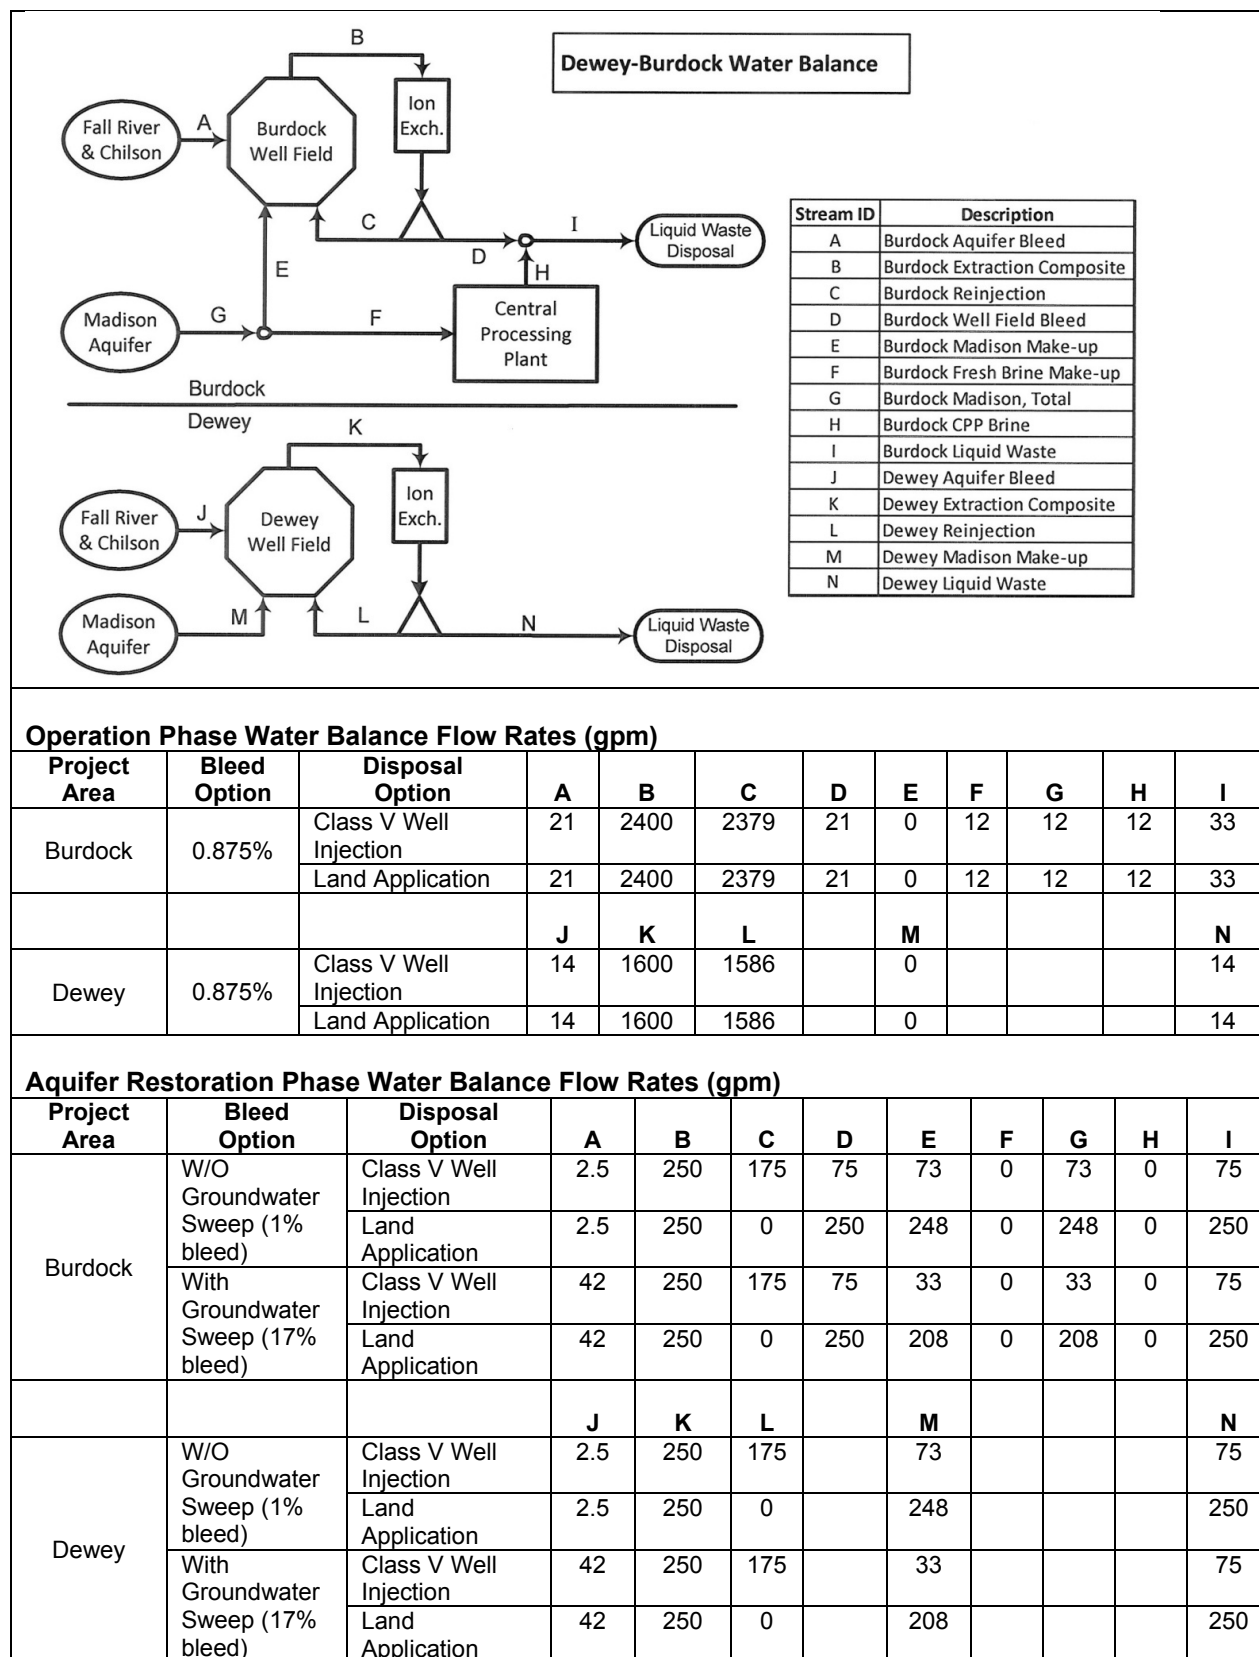 Dewey-Burdock Water Balance
B
Ion
Exch.
Fall River
& Chilson
A
Burdock
Well Field
C
D
I
Liquid Waste
Disposal
E
H
Madison
Aquifer
G
F
Central
Processing
Plant
Burdock
Dewey
K
Ion
Exch.
Fall River
& Chilson
J
Dewey
Well Field
Madison
Aquifer
M
L
N
Liquid Waste
Disposal
Stream ID Description
A Burdock Aquifer Bleed
B Burdock Extraction Composite
C Burdock Reinjection
D Burdock Well Field Bleed
E Burdock Madison Make-up
F Burdock Fresh Brine Make-up
G Burdock Madison, Total
H Burdock CPP Brine
I Burdock Liquid Waste
J Dewey Aquifer Bleed
K Dewey Extraction Composite
L Dewey Reinjection
M Dewey Madison Make-up
N Dewey Liquid Waste
Operation Phase Water Balance Flow Rates (gpm)
Project Bleed Disposal
Area Option Option A B C D E F G H I
Burdock 0.875%
Class V Well 21 2400 2379 21 0 12 12 12 33
Injection
Land Application 21 2400 2379 21 0 12 12 12 33
J K L M N
Dewey 0.875%
Class V Well 14 1600 1586 0 14
Injection
Land Application 14 1600 1586 0 14
Aquifer Restoration Phase Water Balance Flow Rates (gpm)
Project Bleed Disposal
Area Option Option A B C D E F G H I
Burdock
W/O Class V Well 2.5 250 175 75 73 0 73 0 75
Groundwater Injection
Sweep (1% Land 2.5 250 0 250 248 0 248 0 250
bleed) Application
With Class V Well 42 250 175 75 33 0 33 0 75
Groundwater Injection
Sweep (17% Land 42 250 0 250 208 0 208 0 250
bleed) Application
J K L M N
Dewey
W/O Class V Well 2.5 250 175 73 75
Groundwater Injection
Sweep (1% Land 2.5 250 0 248 250
bleed) Application
With Class V Well 42 250 175 33 75
Groundwater Injection
Sweep (17% Land 42 250 0 208 250
bleed) Application